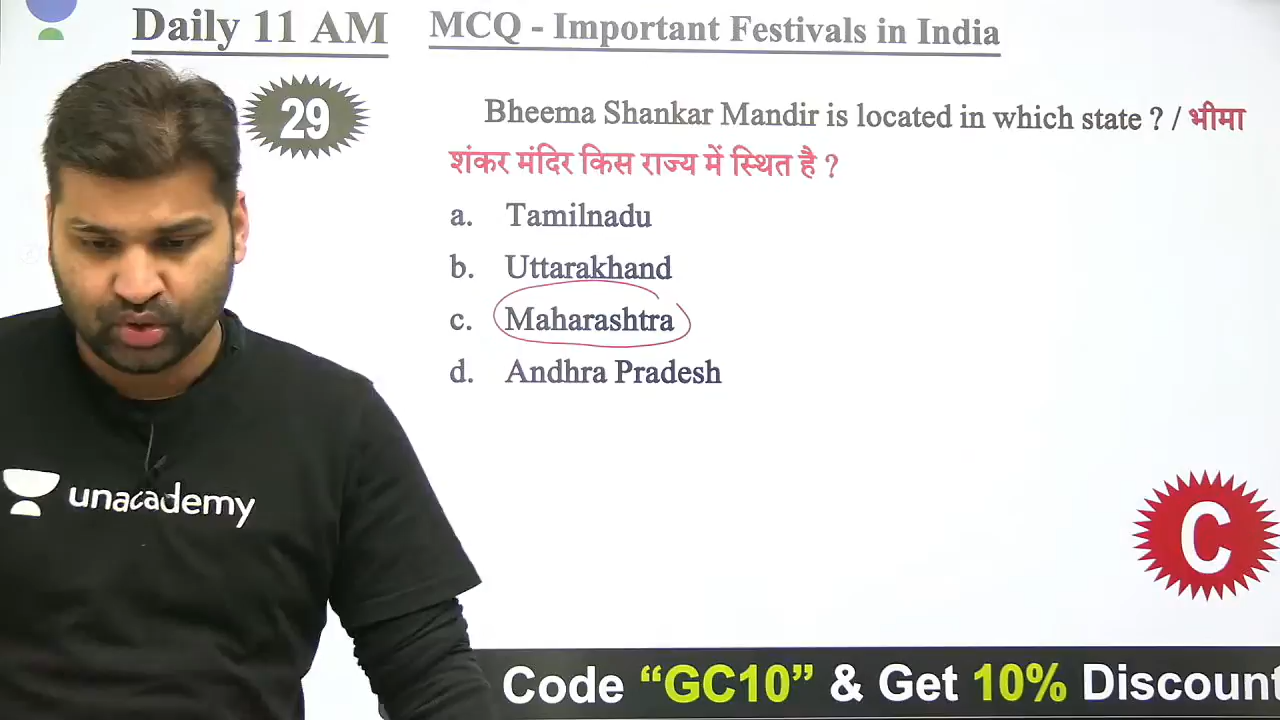 Daily 11 AM MCQ - Important Festivals in India
29
Bheema Shankar Mandir is located in which state ? / भीमा
शंकर मंदिर किस राज्य में स्थित है ?
a. Tamilnadu
b. Uttarakhand
c. Maharashtra
d. Andhra Pradesh
unacademy
C
Code “GC10” & Get 10% Discount